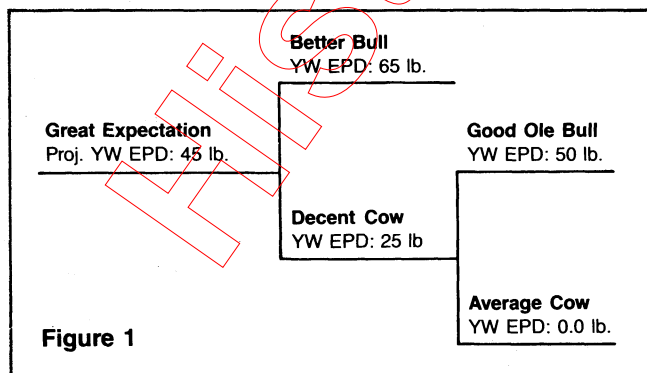 Better Bull
YW EPD: 65 lb.
Great Expectation
Proj. YW EPD: 45 lb.
Good Ole Bull
YW EPD: 50 lb.
Decent Cow
YW EPD: 25 lb
Average Cow
YW EPD: 0.0 lb.
Figure 1